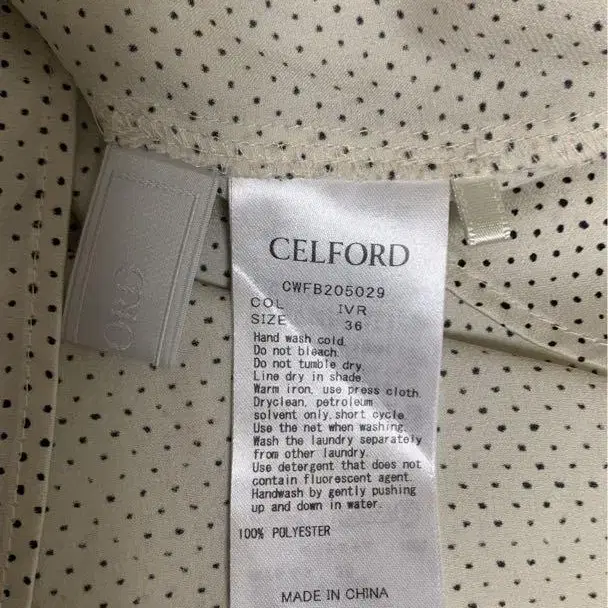 CELFORD
CWFB205029
COL IVR
SIZE 36
Hand wash cold.
Do not bleach.
Do not tumble dry.
Line dry in shade.
Warm iron, use press cloth.
Dryclean, petroleum
solvent only.short cycle.
Use the net when washing.
Wash the laundry separately
from other laundry.
Use detergent that does not
contain fluorescent agent.
Handwash by gently pushing
up and down in water.
100% POLYESTER
MADE IN CHINA
ORD